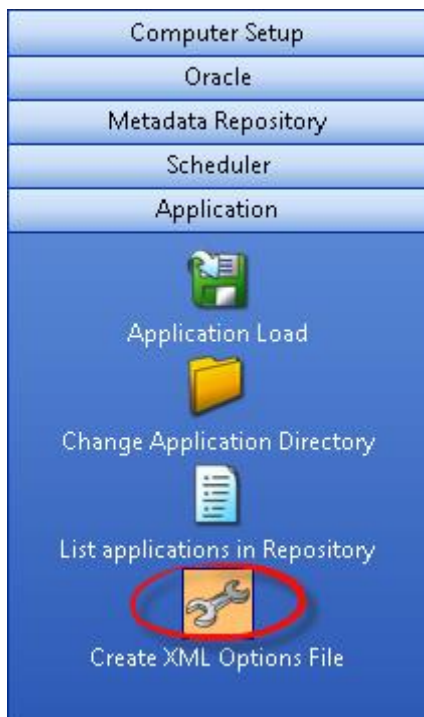 Computer Setup
Oracle
Metadata Repository
Scheduler
Application
Application Load
Change Application Directory
List applications in Repository
Create XML Options File